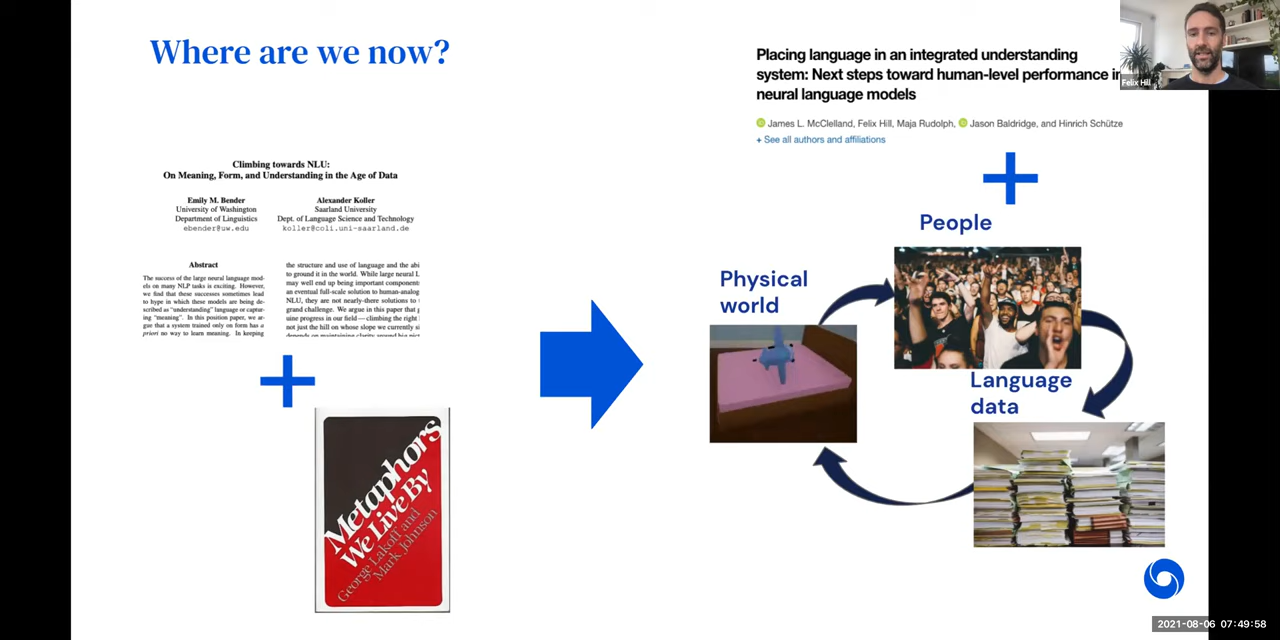 Where are we now?
Climbing towards NLU:
On Meaning, Form, and Understanding in the Age of Data
Emily M. Bender
University of Washington
Department of Linguistics
ebender@uw.edu
Alexander Koller
Saarland University
Dept. of Language Science and Technology
koller@coli.uni-saarland.de
Abstract
The success of the large neural language mod-
els on many NLP tasks is exciting. However,
we find that these successes sometimes lead
to hype in which these models are being de-
scribed as "understanding" language or captur-
ing "meaning". In this position paper, we ar-
gue that a system trained only on form has a
priori no way to learn meaning. In keeping
the structure and use of language and the abi
to ground it in the world. While large neural L
may well end up being important component
an eventual full-scale solution to human-analog
NLU, they are not nearly-there solutions to
grand challenge. We argue in this paper that g
uine progress in our field — climbing the right
not just the hill on whose slope we currently si
depends on maintaining clarity around big pict
Metaphors
We Live By
George Lakoff and
Mark Johnson
Placing language in an integrated understanding
system: Next steps toward human-level performance in
neural language models
James L. McClelland, Felix Hill, Maja Rudolph, Jason Baldridge, and Hinrich Schütze
+ See all authors and affiliations
People
Physical
world
Language
data
Felix Hill
2021-08-06 07:49:58